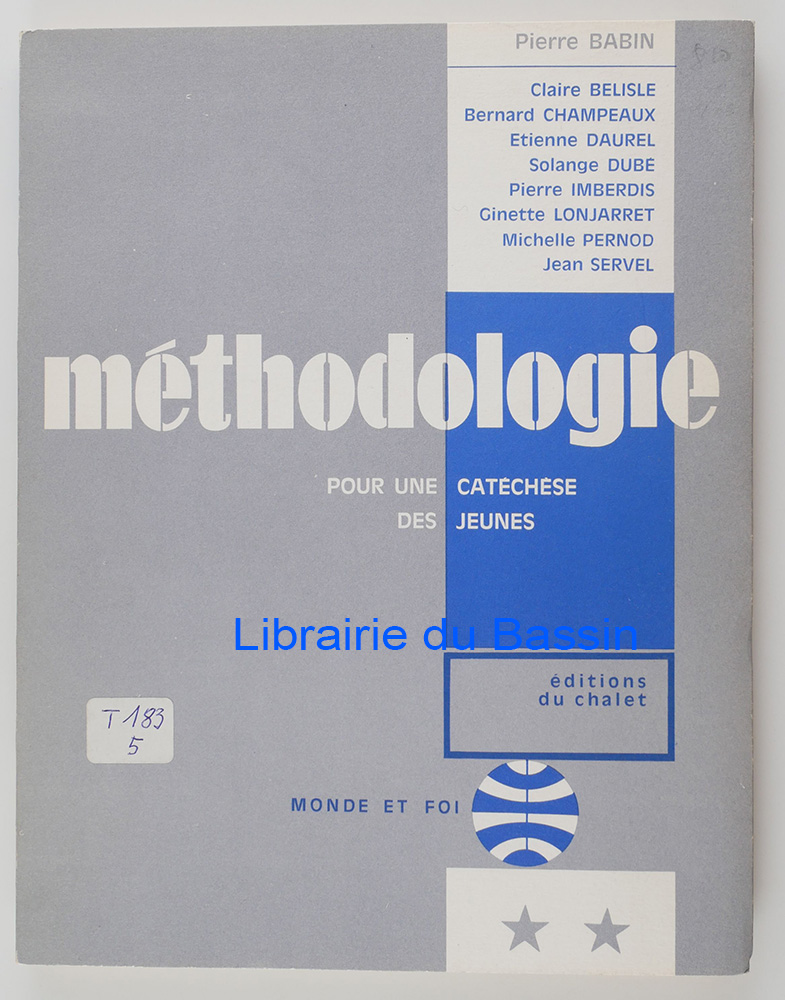 Pierre BABIN
Claire BELISLE
Bernard CHAMPEAUX
Etienne DAUREL
Solange DUBÉ
Pierre IMBERDIS
Ginette LONJARRET
Michelle PERNOD
Jean SERVEL
méthodologie
POUR UNE CATÉCHÈSE
DES JEUNES
Librairie du Bassin
éditions
du chalet
T 183
5
MONDE ET FOI